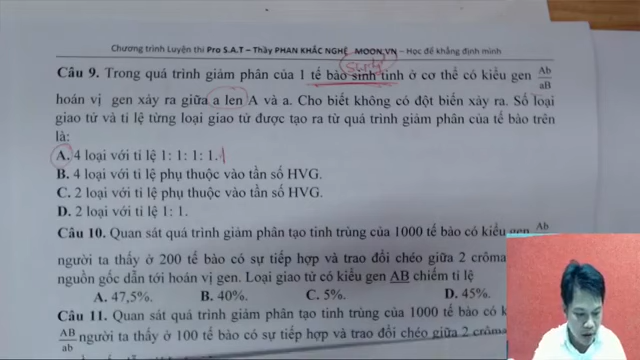 Chương trình Luyện thi Pro S.A.T – Thầy PHAN KHẮC NGHỆ MOON.VN – Học để khẳng định mình
Câu 9. Trong quá trình giảm phân của 1 tế bào sinh tinh ở cơ thể có kiểu gen Ab
aB
hoán vị gen xảy ra giữa a len A và a. Cho biết không có đột biến xảy ra. Số loại
giao tử và tỉ lệ từng loại giao tử được tạo ra từ quá trình giảm phân của tế bào trên
là:
A. 4 loại với tỉ lệ 1: 1: 1: 1.
B. 4 loại với tỉ lệ phụ thuộc vào tần số HVG.
C. 2 loại với tỉ lệ phụ thuộc vào tần số HVG.
D. 2 loại với tỉ lệ 1: 1.
Câu 10. Quan sát quá trình giảm phân tạo tinh trùng của 1000 tế bào có kiểu gen Ab
người ta thấy ở 200 tế bào có sự tiếp hợp và trao đổi chéo giữa 2 crôma
nguồn gốc dẫn tới hoán vị gen. Loại giao tử có kiểu gen AB chiếm tỉ lệ
A. 47,5%. B. 40%. C. 5%. D. 45%.
Câu 11. Quan sát quá trình giảm phân tạo tinh trùng của 1000 tế bào có k
AB
ab người ta thấy ở 100 tế bào có sự tiếp hợp và trao đổi chéo giữa 2 crôma